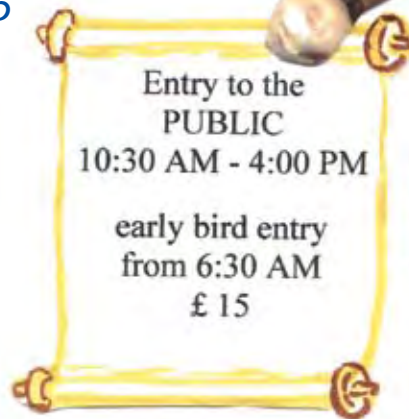 Entry to the
PUBLIC
10:30 AM - 4:00 PM
early bird entry
from 6:30 AM
£ 15